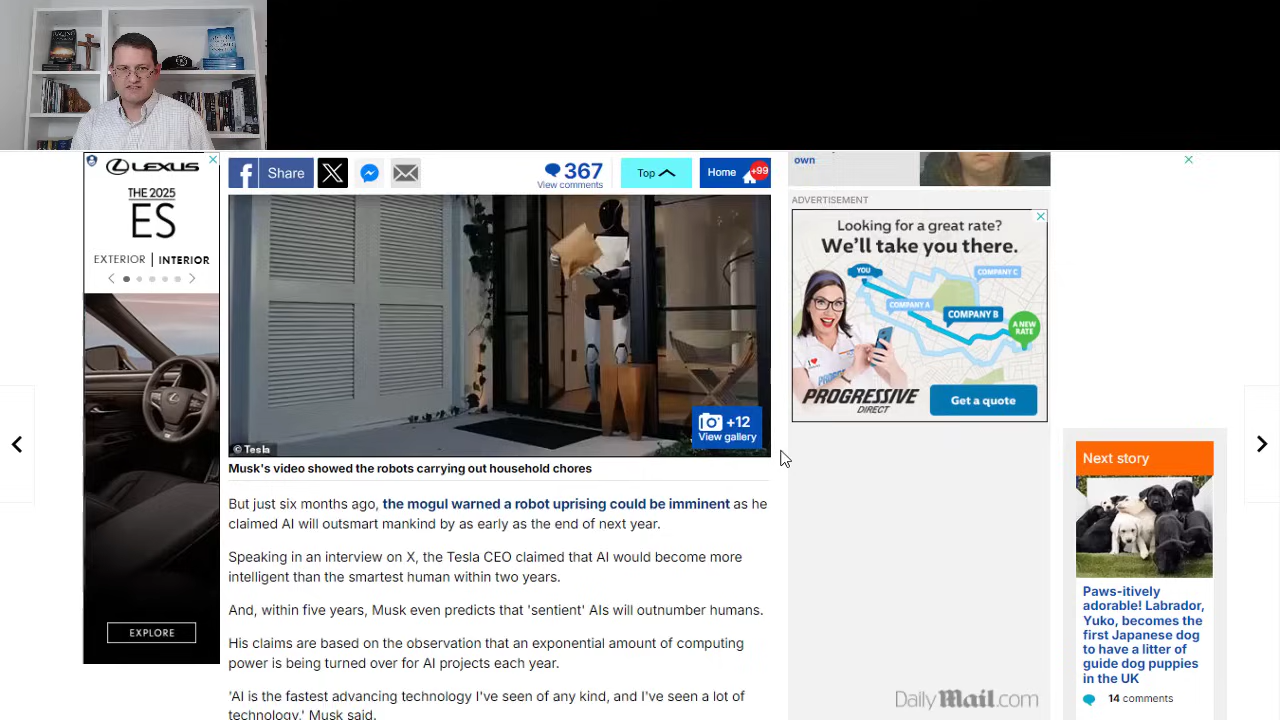 LEXUS
THE 2025
ES
EXTERIOR | INTERIOR
EXPLORE
Share
367
View comments
Top
Home
+99
own
© Tesla
+12
View gallery
Musk's video showed the robots carrying out household chores
But just six months ago, the mogul warned a robot uprising could be imminent as he
claimed AI will outsmart mankind by as early as the end of next year.
Speaking in an interview on X, the Tesla CEO claimed that AI would become more
intelligent than the smartest human within two years.
And, within five years, Musk even predicts that 'sentient' AIs will outnumber humans.
His claims are based on the observation that an exponential amount of computing
power is being turned over for AI projects each year.
'AI is the fastest advancing technology I've seen of any kind, and I've seen a lot of
technology,' Musk said.
ADVERTISEMENT
Looking for a great rate?
We'll take you there.
YOU
COMPANY C
COMPANY A
COMPANY B
A NEW
RATE
PROGRESSIVE
DIRECT
Get a quote
Daily Mail.com
Next story
Paws-itively
adorable! Labrador,
Yuko, becomes the
first Japanese dog
to have a litter of
guide dog puppies
in the UK
14 comments